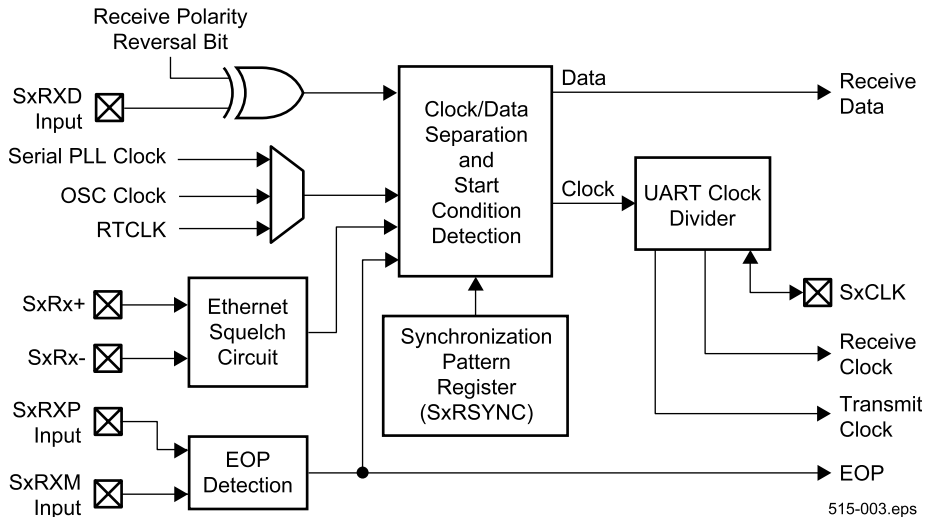 Receive Polarity
Reversal Bit
SxRXD
Input
Serial PLL Clock
OSC Clock
RTCLK
Clock/Data
Separation
and
Start
Condition
Detection
Data
Receive
Data
Clock
UART Clock
Divider
SxCLK
SxRx+
SxRx-
Ethernet
Squelch
Circuit
Synchronization
Pattern
Register
(SxRSYNC)
Receive
Clock
Transmit
Clock
SxRXP
Input
SxRXM
Input
EOP
Detection
EOP
515-003.eps